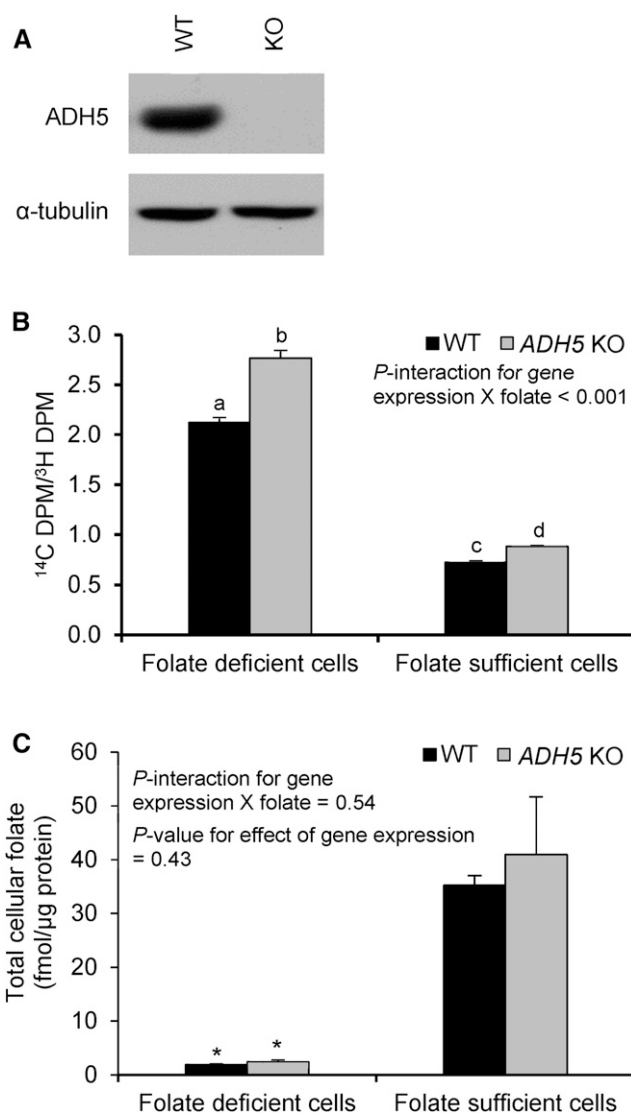 A
WT
KO
ADH5
α-tubulin
B
3.0
2.5
2.0
1.5
1.0
0.5
0.0
¹⁴C DPM/³H DPM
WT
ADH5 KO
P-interaction for gene
expression X folate < 0.001
a
b
c
d
Folate deficient cells
Folate sufficient cells
C
60
50
40
30
20
10
0
Total cellular folate
(fmol/μg protein)
WT
ADH5 KO
P-interaction for gene
expression X folate = 0.54
P-value for effect of gene expression
= 0.43
*
*
Folate deficient cells
Folate sufficient cells